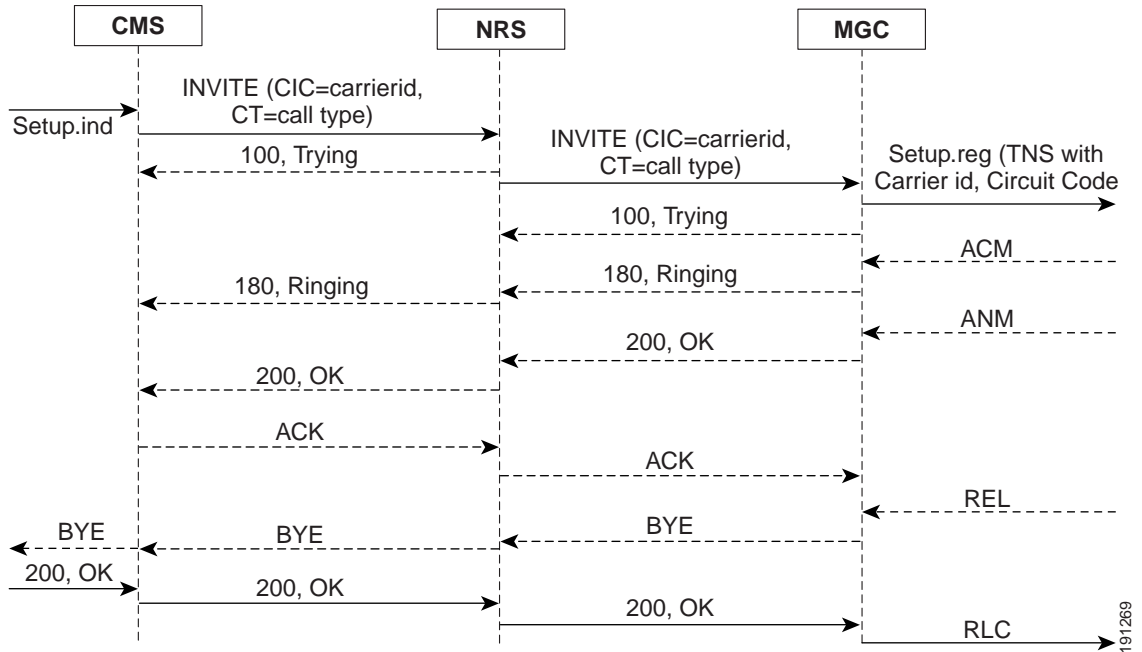 CMS
NRS
MGC
INVITE (CIC=carrierid,
CT=call type)
Setup.ind
100, Trying
INVITE (CIC=carrierid,
CT=call type)
Setup.reg (TNS with
Carrier id, Circuit Code
100, Trying
ACM
180, Ringing
180, Ringing
ANM
200, OK
200, OK
ACK
ACK
REL
BYE
BYE
BYE
200, OK
200, OK
200, OK
RLC
191269